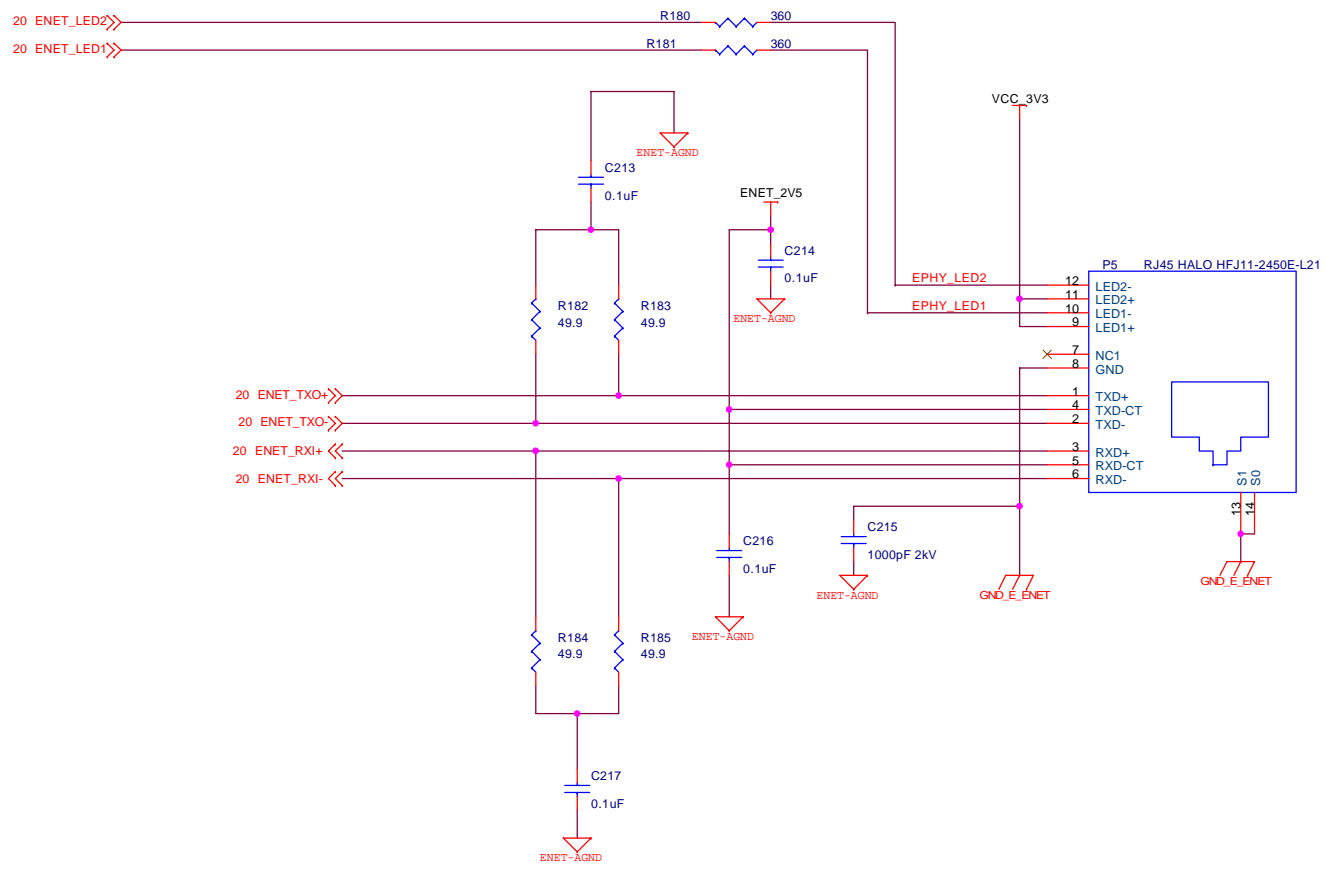 20 ENET_LED2
R180
360
20 ENET_LED1
R181
360
VCC_3V3
ENET-AGND
C213
0.1uF
ENET_2V5
C214
0.1uF
ENET-AGND
P5
RJ45 HALO HFJ11-2450E-L21
EPHY_LED2
12
LED2-
11
LED2+
EPHY_LED1
10
LED1-
9
LED1+
R182
49.9
R183
49.9
7
NC1
8
GND
20 ENET_TXO+
1
TXD+
4
TXD-CT
20 ENET_TXO-
2
TXD-
20 ENET_RXI+
3
RXD+
5
RXD-CT
20 ENET_RXI-
6
RXD-
S1
S0
13
14
C215
1000pF 2kV
C216
0.1uF
ENET-AGND
GND_E_ENET
GND_E_ENET
ENET-AGND
R184
49.9
R185
49.9
C217
0.1uF
ENET-AGND